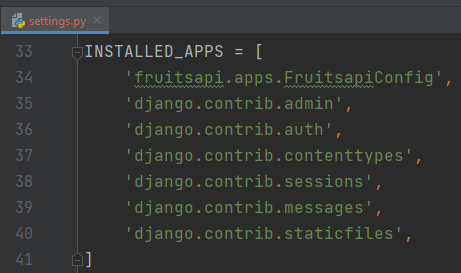 settings.py
33 INSTALLED_APPS = [
34     'fruitsapi.apps.FruitsapiConfig',
35     'django.contrib.admin',
36     'django.contrib.auth',
37     'django.contrib.contenttypes',
38     'django.contrib.sessions',
39     'django.contrib.messages',
40     'django.contrib.staticfiles',
41 ]